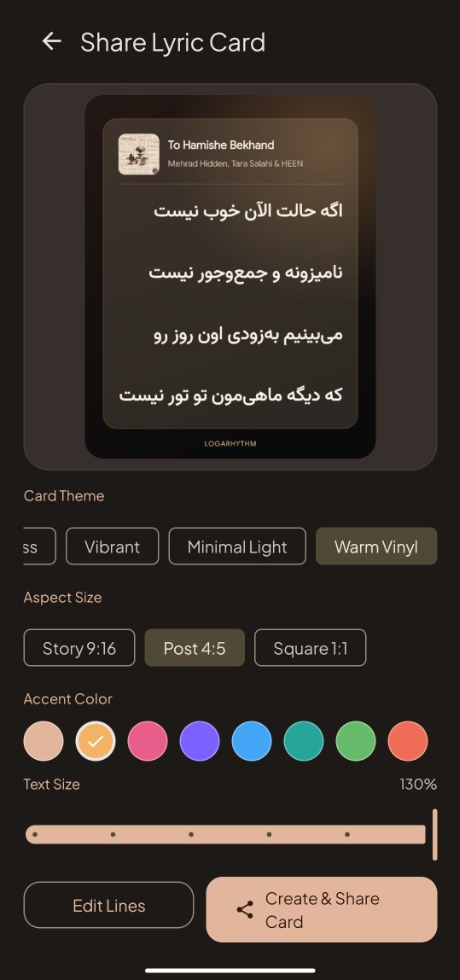 Share Lyric Card
To Hamishe Bekhand
Mehrad Hidden, Tara Salahi & HEEN
اگه حالت الآن خوب نیست
نامیزونه و جمع‌وجور نیست
می‌بینیم به‌زودی اون روز رو
که دیگه ماهی‌مون تو تور نیست
LOGARHYTHM
Card Theme
ss
Vibrant
Minimal Light
Warm Vinyl
Aspect Size
Story 9:16
Post 4:5
Square 1:1
Accent Color
Text Size
130%
Edit Lines
Create & Share
Card